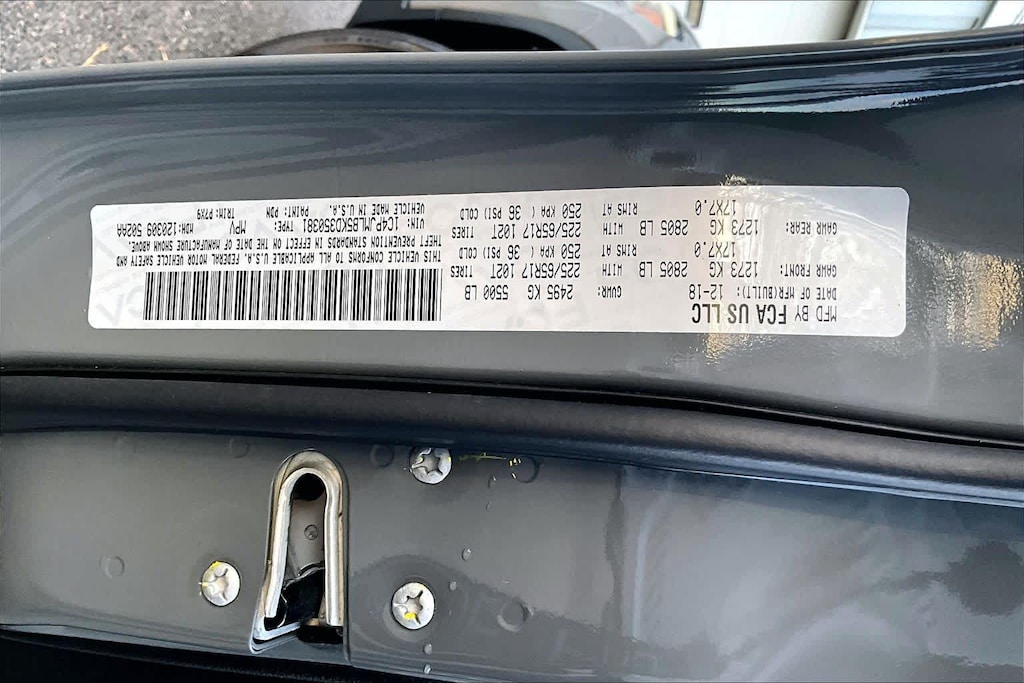 MFD BY FCA US LLC
DATE OF MFR(BUILT): 12-18 GVWR: 2495 KG 5500 LB
GAWR FRONT: 1273 KG 2805 LB WITH 225/65R17 102T TIRES
17X7.0 RIMS AT 250 KPA ( 36 PSI) COLD
GAWR REAR: 1273 KG 2805 LB WITH 225/65R17 102T TIRES
17X7.0 RIMS AT 250 KPA ( 36 PSI) COLD
THIS VEHICLE CONFORMS TO ALL APPLICABLE U.S.A. FEDERAL MOTOR VEHICLE SAFETY AND
THEFT PREVENTION STANDARDS IN EFFECT ON THE DATE OF MANUFACTURE SHOWN ABOVE.
VIN: 1C4PJMLB5KD350381 TYPE: MPV MDH:120309 502AA
VEHICLE MADE IN U.S.A. PAINT: PDN TRIM: P7X9